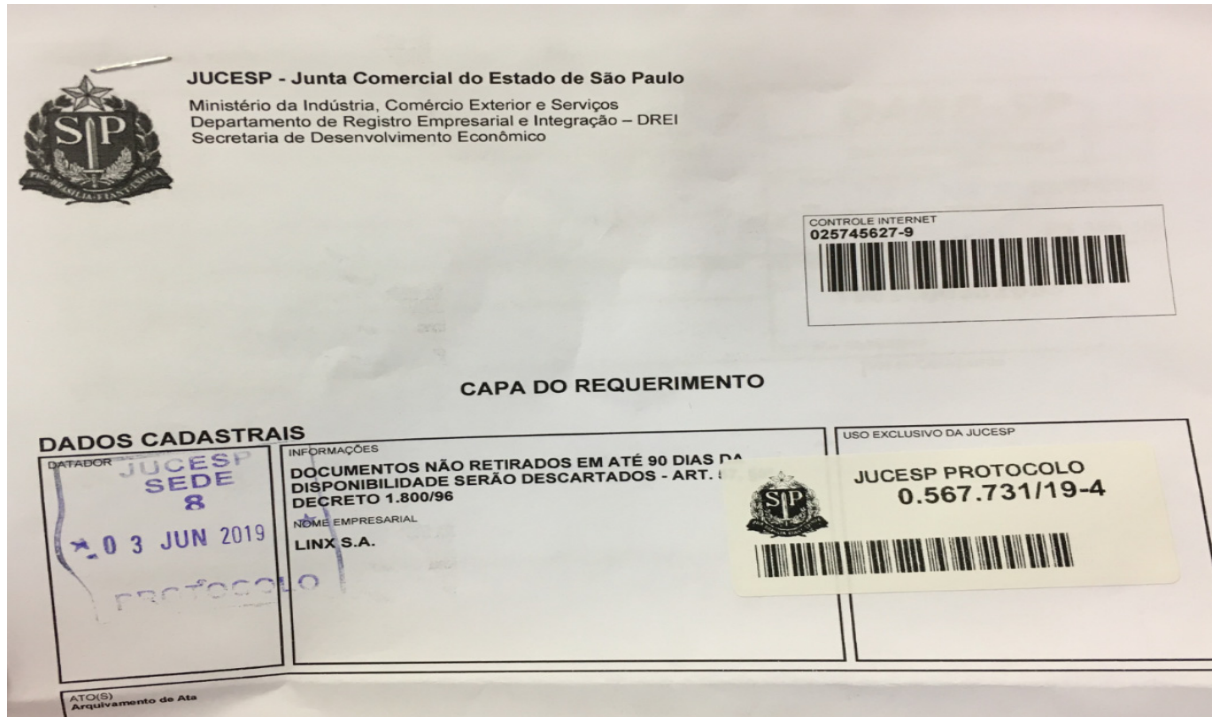 JUCESP - Junta Comercial do Estado de São Paulo
Ministério da Indústria, Comércio Exterior e Serviços
Departamento de Registro Empresarial e Integração – DREI
Secretaria de Desenvolvimento Econômico
SP
CONTROLE INTERNET
025745627-9
CAPA DO REQUERIMENTO
DADOS CADASTRAIS
DATADOR
JUCESP
SEDE
8
03 JUN 2019
PROTOCOLO
INFORMAÇÕES
DOCUMENTOS NÃO RETIRADOS EM ATÉ 90 DIAS DA
DISPONIBILIDADE SERÃO DESCARTADOS - ART.
DECRETO 1.800/96
NOME EMPRESARIAL
LINX S.A.
USO EXCLUSIVO DA JUCESP
SP
JUCESP PROTOCOLO
0.567.731/19-4
ATO(S)
Arquivamento de Ata